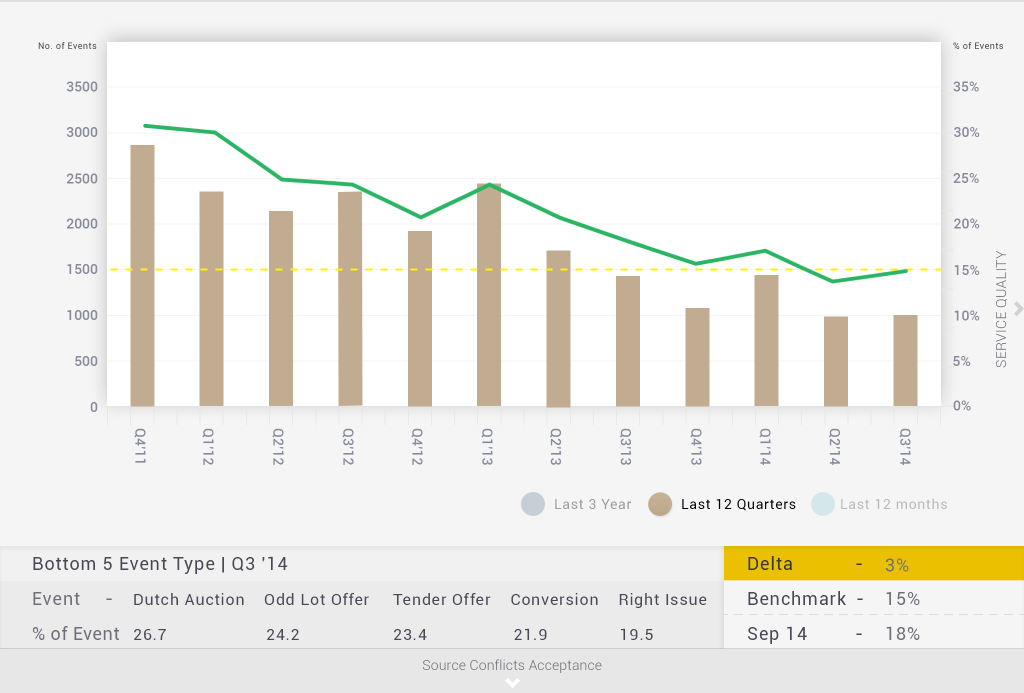 No. of Events
% of Events
3500
35%
3000
30%
2500
25%
2000
20%
1500
15%
1000
10%
500
5%
0
0%
SERVICE QUALITY
Q4'11
Q1'12
Q2'12
Q3'12
Q4'12
Q1'13
Q2'13
Q3'13
Q4'13
Q1'14
Q2'14
Q3'14
Last 3 Year
Last 12 Quarters
Last 12 months
Bottom 5 Event Type | Q3 '14
Event - Dutch Auction Odd Lot Offer Tender Offer Conversion Right Issue
% of Event 26.7 24.2 23.4 21.9 19.5
Delta - 3%
Benchmark - 15%
Sep 14 - 18%
Source Conflicts Acceptance